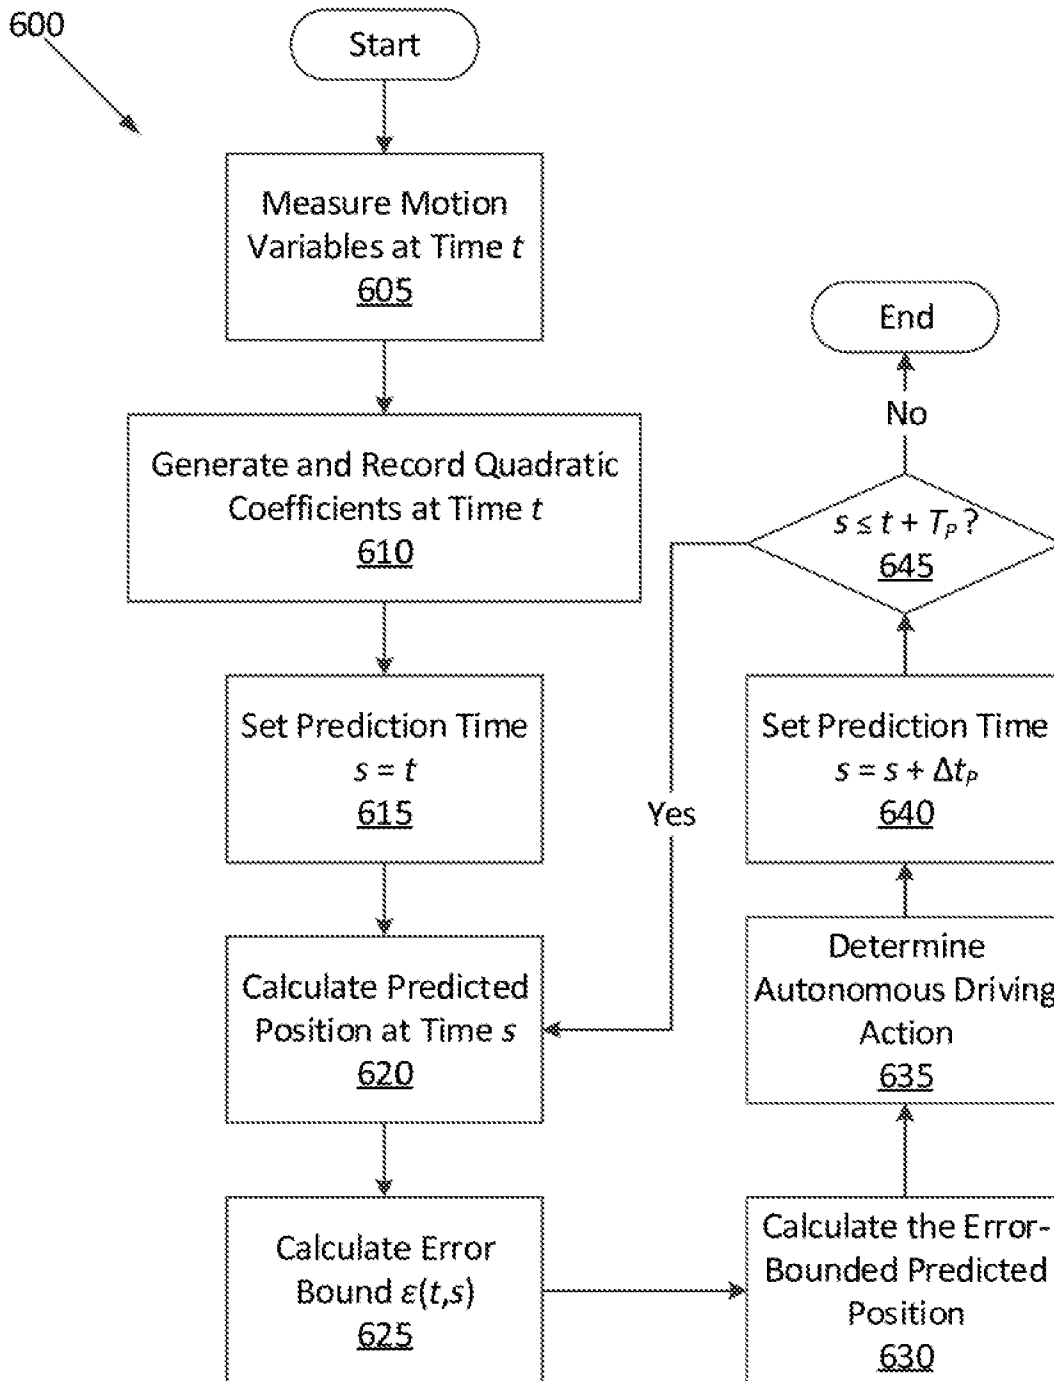 600
Start
Measure Motion
Variables at Time t
605
Generate and Record Quadratic
Coefficients at Time t
610
Set Prediction Time
s = t
615
Calculate Predicted
Position at Time s
620
Calculate Error
Bound ε(t,s)
625
Calculate the Error-
Bounded Predicted
Position
630
Determine
Autonomous Driving
Action
635
Set Prediction Time
s = s + Δtₚ
640
s ≤ t + Tₚ ?
645
Yes
No
End